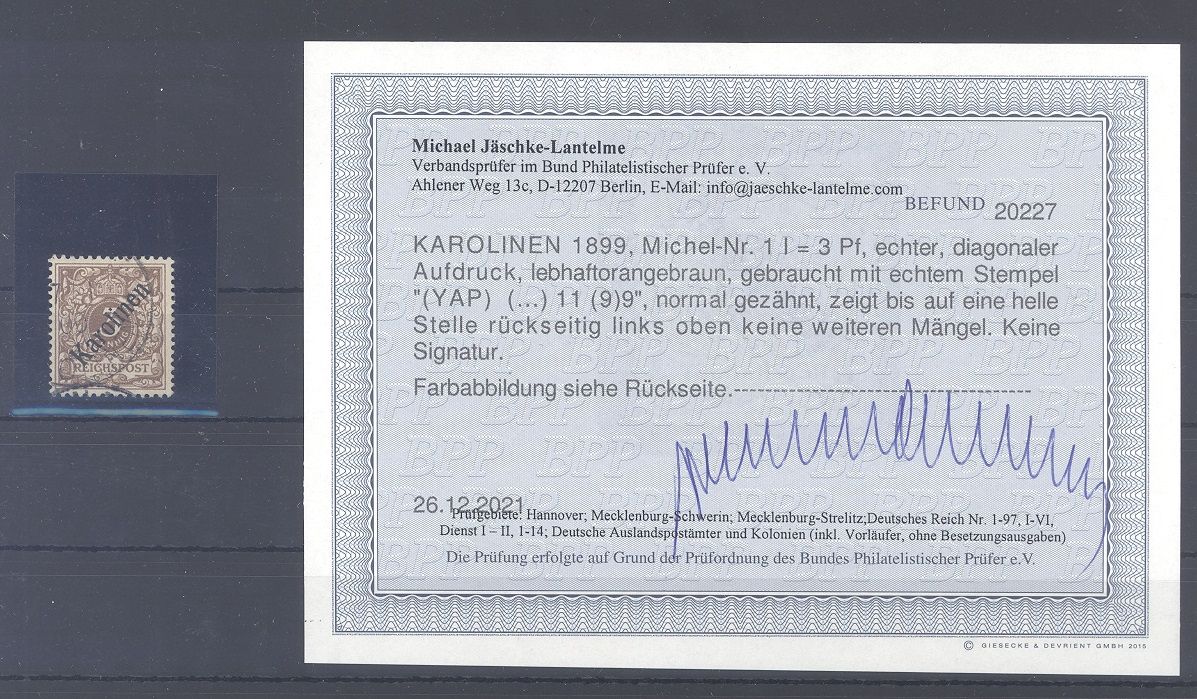 Karolinen
REICHSPOST
Michael Jäschke-Lantelme
Verbandsprüfer im Bund Philatelistischer Prüfer e. V.
Ahlener Weg 13c, D-12207 Berlin, E-Mail: info@jaeschke-lantelme.com
BEFUND 20227
KAROLINEN 1899, Michel-Nr. 1 I = 3 Pf, echter, diagonaler
Aufdruck, lebhaftorangebraun, gebraucht mit echtem Stempel
"(YAP) (...) 11 (9)9", normal gezähnt, zeigt bis auf eine helle
Stelle rückseitig links oben keine weiteren Mängel. Keine
Signatur.
Farbabbildung siehe Rückseite.-----------------------------------
26.12.2021
Prüfgebiete: Hannover; Mecklenburg-Schwerin; Mecklenburg-Strelitz;Deutsches Reich Nr. 1-97, I-VI,
Dienst I – II, 1-14; Deutsche Auslandspostämter und Kolonien (inkl. Vorläufer, ohne Besetzungsausgaben)
Die Prüfung erfolgte auf Grund der Prüfordnung des Bundes Philatelistischer Prüfer e.V.
© GIESECKE & DEVRIENT GMBH 2015